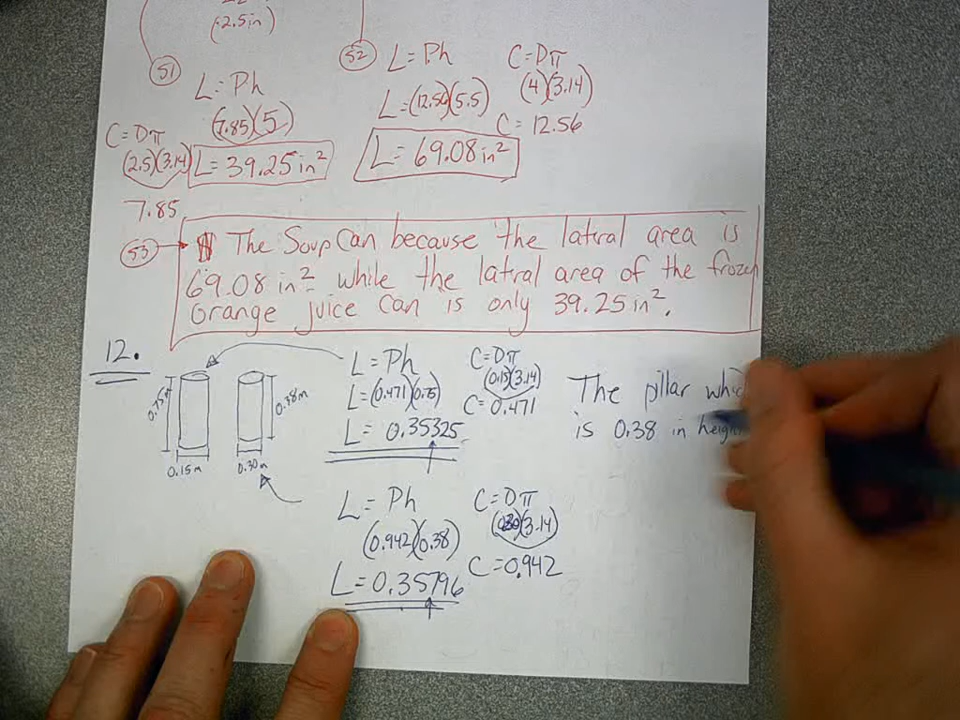 (2.5in)
51
L = Ph
(7.85)(5)
C = Dπ
(2.5)(3.14)
L = 39.25 in²
7.85
52
L = Ph
C = Dπ
L = (12.56)(5.5)
(4)(3.14)
C = 12.56
L = 69.08 in²
53
The Soup Can because the latiral area is
69.08 in² while the latiral area of the frozen
orange juice can is only 39.25 in².
12.
0.75m
0.38m
0.15m
0.30m
L = Ph
C = Dπ
L = (0.471)(0.75)
(0.15)(3.14)
C = 0.471
L = 0.35325
The pillar
is 0.38 in
L = Ph
C = Dπ
(0.942)(0.38)
(0.30)(3.14)
L = 0.35796
C = 0.942